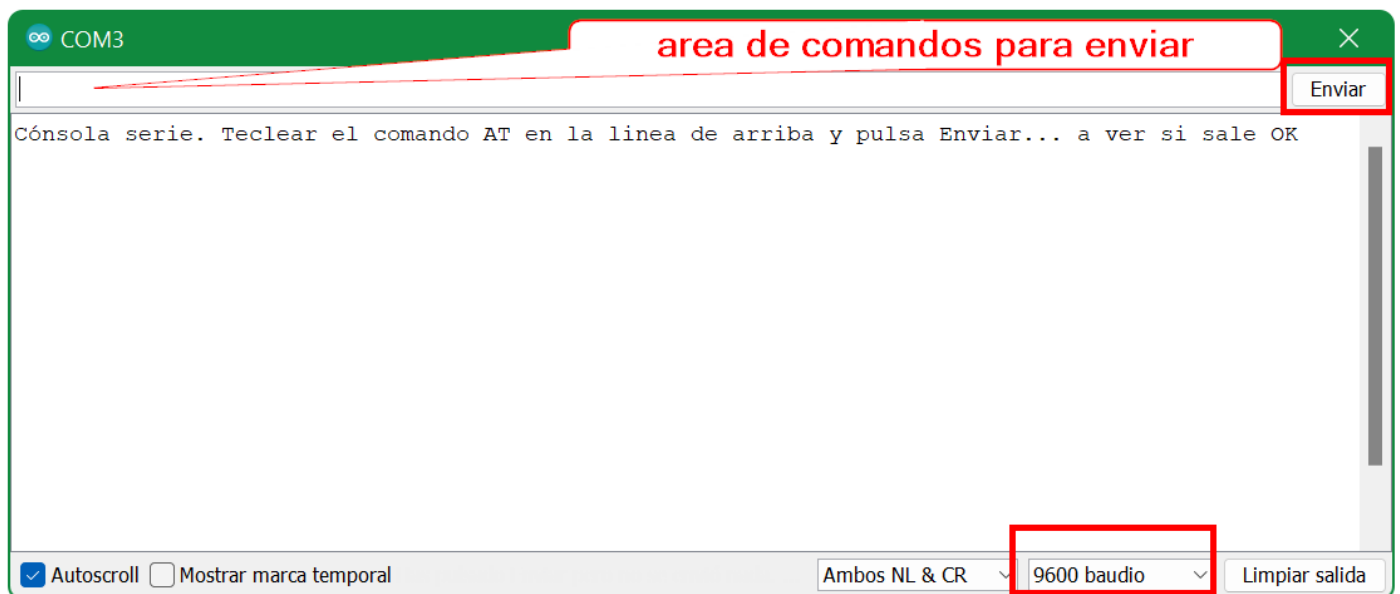 COM3
area de comandos para enviar
Enviar
Cónsola serie. Teclear el comando AT en la linea de arriba y pulsa Enviar... a ver si sale OK
Autoscroll Mostrar marca temporal Ambos NL & CR 9600 baudio Limpiar salida